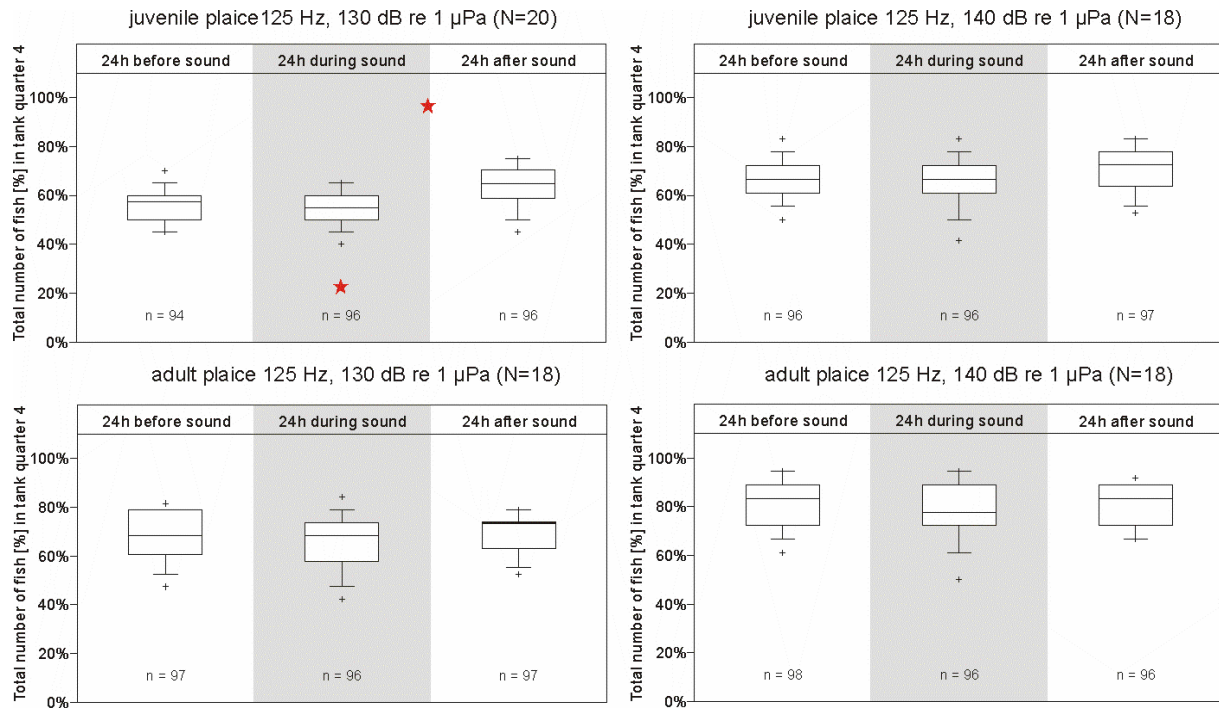 juvenile plaice 125 Hz, 130 dB re 1 µPa (N=20)
Total number of fish [%] in tank quarter 4
24h before sound 24h during sound 24h after sound
100%
80%
60%
40%
20%
0%
n = 94 n = 96 n = 96
juvenile plaice 125 Hz, 140 dB re 1 µPa (N=18)
Total number of fish [%] in tank quarter 4
24h before sound 24h during sound 24h after sound
100%
80%
60%
40%
20%
0%
n = 96 n = 96 n = 97
adult plaice 125 Hz, 130 dB re 1 µPa (N=18)
Total number of fish [%] in tank quarter 4
24h before sound 24h during sound 24h after sound
100%
80%
60%
40%
20%
0%
n = 97 n = 96 n = 97
adult plaice 125 Hz, 140 dB re 1 µPa (N=18)
Total number of fish [%] in tank quarter 4
24h before sound 24h during sound 24h after sound
100%
80%
60%
40%
20%
0%
n = 98 n = 96 n = 96